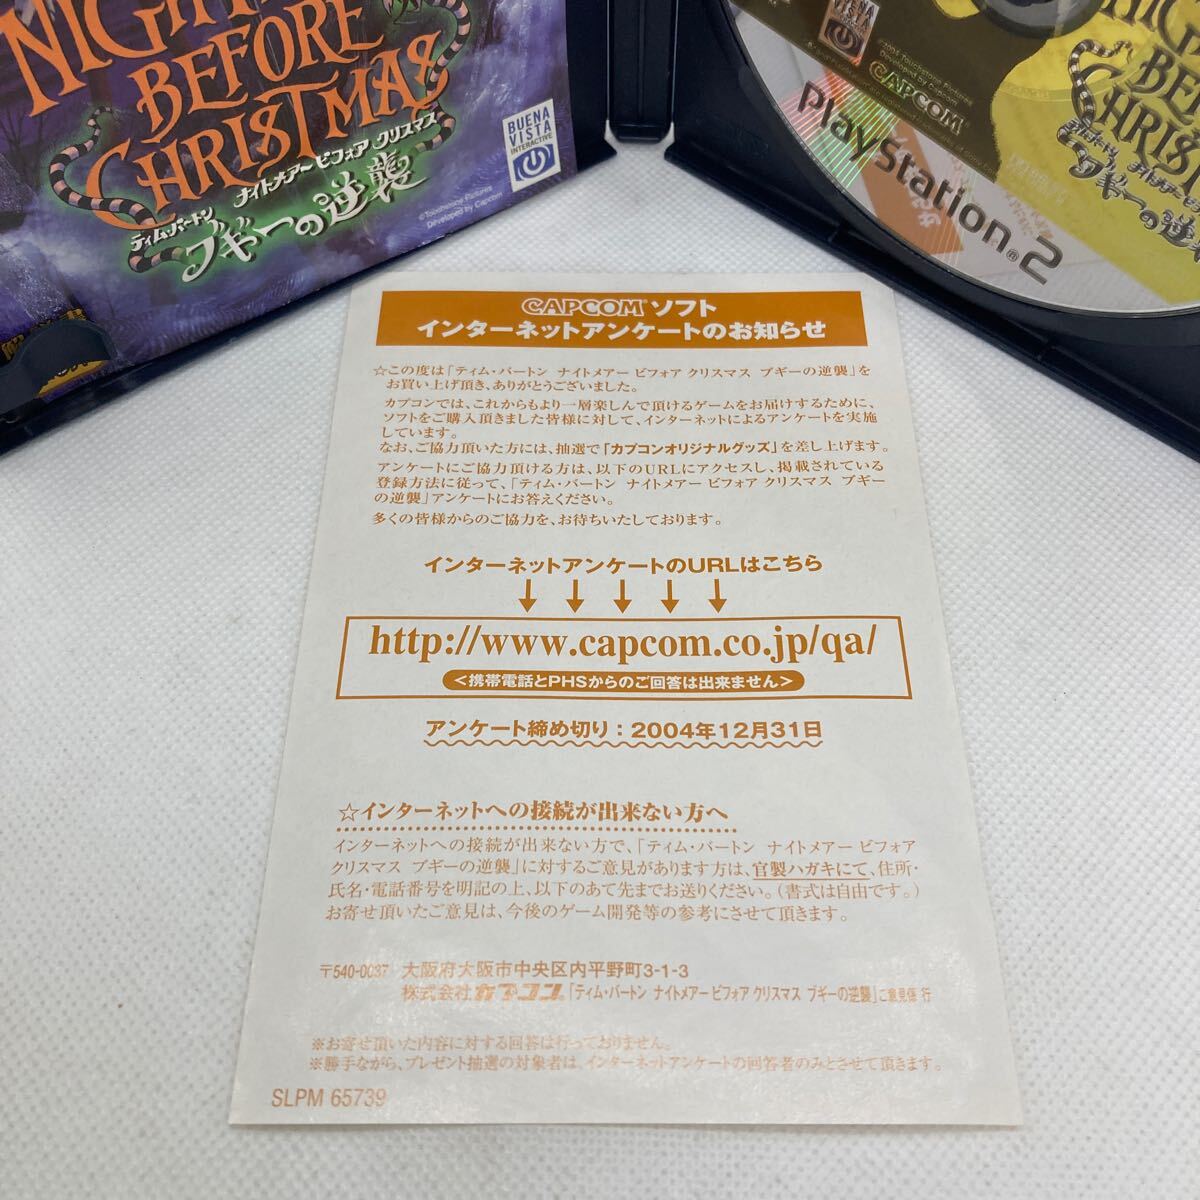 NIGH
BEFORE
CHRISTMAS
ティム・バートン ナイトメアー ビフォア クリスマス
ブギーの逆襲
BUENA
VISTA
INTERACTIVE
©Touchstone Pictures
Developed by Capcom
BUENA
VISTA
INTERACTIVE
©2004 Touchstone Pictures
Developed by Capcom
CAPCOM
PlayStation®2
NIG
BE
CHRIST
ブギーの逆襲
CAPCOM ソフト
インターネットアンケートのお知らせ
☆この度は「ティム・バートン ナイトメアー ビフォア クリスマス ブギーの逆襲」を
お買い上げ頂き、ありがとうございました。
カプコンでは、これからもより一層楽しんで頂けるゲームをお届けするために、
ソフトをご購入頂きました皆様に対して、インターネットによるアンケートを実施
しています。
なお、ご協力頂いた方には、抽選で「カプコンオリジナルグッズ」を差し上げます。
アンケートにご協力頂ける方は、以下のURLにアクセスし、掲載されている
登録方法に従って、「ティム・バートン ナイトメアー ビフォア クリスマス ブギー
の逆襲」アンケートにお答えください。
多くの皆様からのご協力を、お待ちいたしております。
インターネットアンケートのURLはこちら
↓ ↓ ↓ ↓ ↓
http://www.capcom.co.jp/qa/
<携帯電話とPHSからのご回答は出来ません>
アンケート締め切り：2004年12月31日
☆インターネットへの接続が出来ない方へ
インターネットへの接続が出来ない方で、「ティム・バートン ナイトメアー ビフォア
クリスマス ブギーの逆襲」に対するご意見があります方は、官製ハガキにて、住所・
氏名・電話番号を明記の上、以下のあて先までお送りください。（書式は自由です。）
お寄せ頂いたご意見は、今後のゲーム開発等の参考にさせて頂きます。
〒540-0037 大阪府大阪市中央区内平野町3-1-3
株式会社カプコン®「ティム・バートン ナイトメアー ビフォア クリスマス ブギーの逆襲」ご意見係 行
※お寄せ頂いた内容に対する回答は行っておりません。
※勝手ながら、プレゼント抽選の対象者は、インターネットアンケートの回答者のみとさせて頂きます。
SLPM 65739